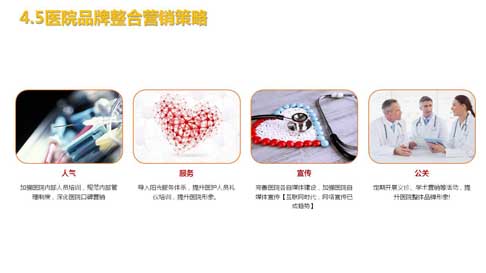 4.5医院品牌整合营销策略
人气
加强医院内部人员培训，规范内部管
理制度，深化医院口碑营销
服务
导入阳光服务体系，提升医护人员礼
仪培训，提升医院形象。
宣传
完善医院各自媒体建设，加强医院自
媒体宣传【互联网时代，网络宣传已
成趋势】
公关
定期开展义诊、学术营销等活动，提
升医院整体品牌形象!